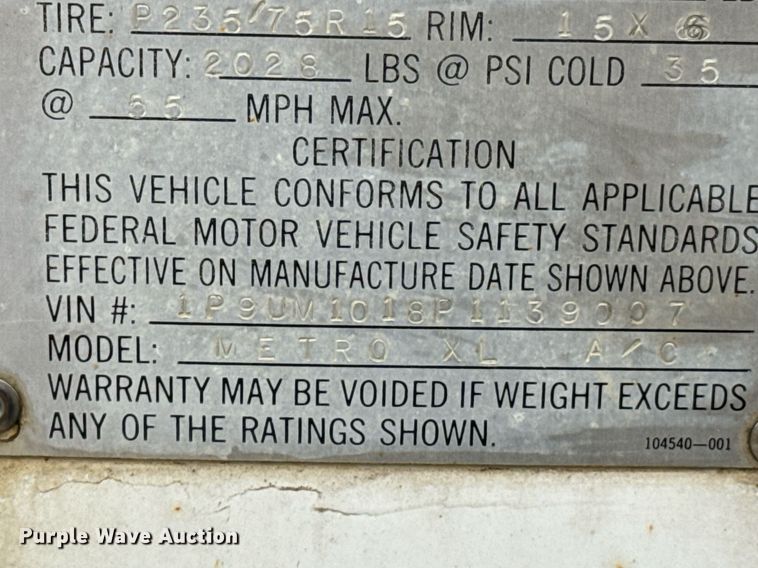 TIRE: P235/75R15 RIM: 15X6
CAPACITY: 2028 LBS @ PSI COLD 35
@ 55 MPH MAX.
CERTIFICATION
THIS VEHICLE CONFORMS TO ALL APPLICABLE
FEDERAL MOTOR VEHICLE SAFETY STANDARDS
EFFECTIVE ON MANUFACTURE DATE SHOWN ABOVE.
VIN #: 1P9UM1018P1139007
MODEL: METRO XL A/C
WARRANTY MAY BE VOIDED IF WEIGHT EXCEEDS
ANY OF THE RATINGS SHOWN.
104540—001
Purple Wave Auction